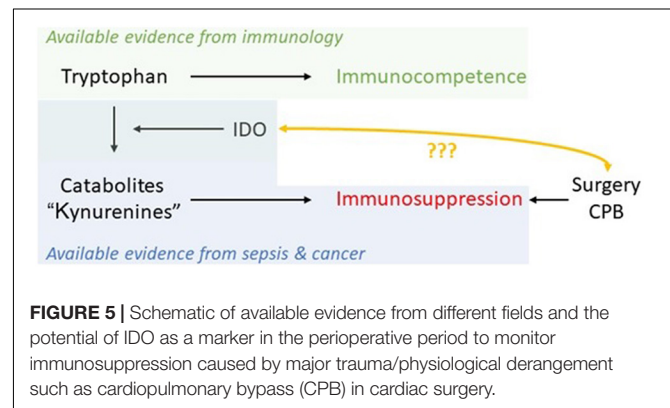 Available evidence from immunology
Tryptophan
Immunocompetence
IDO
???
Catabolites
"Kynurenines"
Immunosuppression
Surgery
CPB
Available evidence from sepsis & cancer
FIGURE 5 | Schematic of available evidence from different fields and the
potential of IDO as a marker in the perioperative period to monitor
immunosuppression caused by major trauma/physiological derangement
such as cardiopulmonary bypass (CPB) in cardiac surgery.